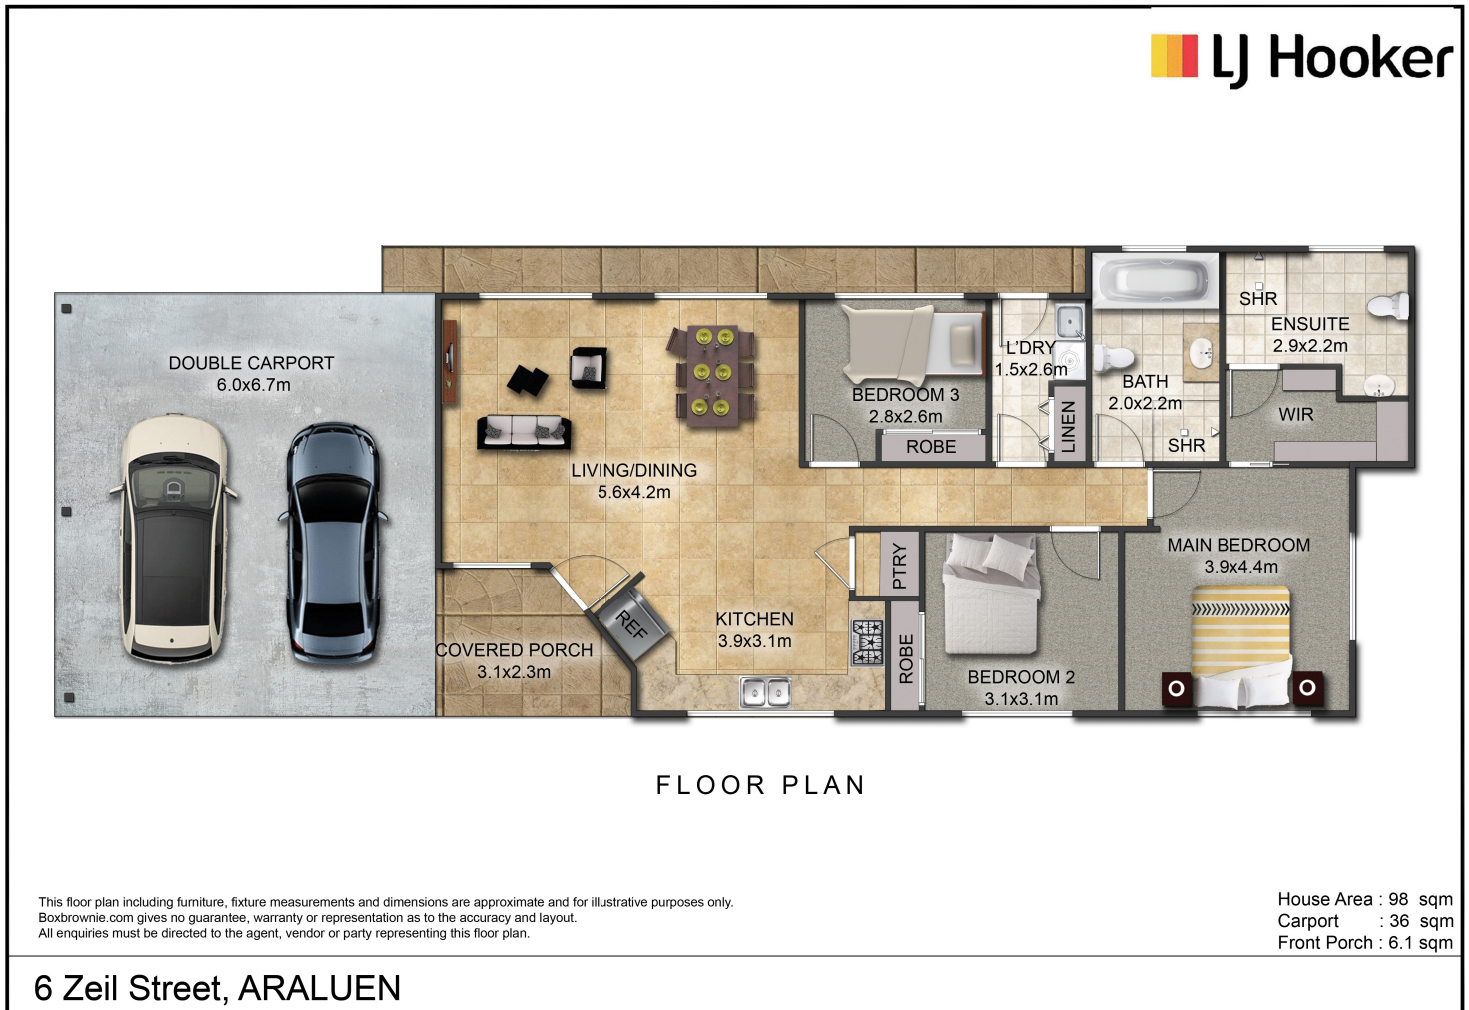 LJ Hooker
SHR
ENSUITE
2.9x2.2m
DOUBLE CARPORT
6.0x6.7m
L'DRY
1.5x2.6m
BATH
2.0x2.2m
BEDROOM 3
2.8x2.6m
ROBE
LINEN
SHR
WIR
LIVING/DINING
5.6x4.2m
MAIN BEDROOM
3.9x4.4m
PTRY
REF
KITCHEN
3.9x3.1m
COVERED PORCH
3.1x2.3m
ROBE
BEDROOM 2
3.1x3.1m
FLOOR PLAN
This floor plan including furniture, fixture measurements and dimensions are approximate and for illustrative purposes only.
Boxbrownie.com gives no guarantee, warranty or representation as to the accuracy and layout.
All enquiries must be directed to the agent, vendor or party representing this floor plan.
House Area : 98 sqm
Carport : 36 sqm
Front Porch : 6.1 sqm
6 Zeil Street, ARALUEN